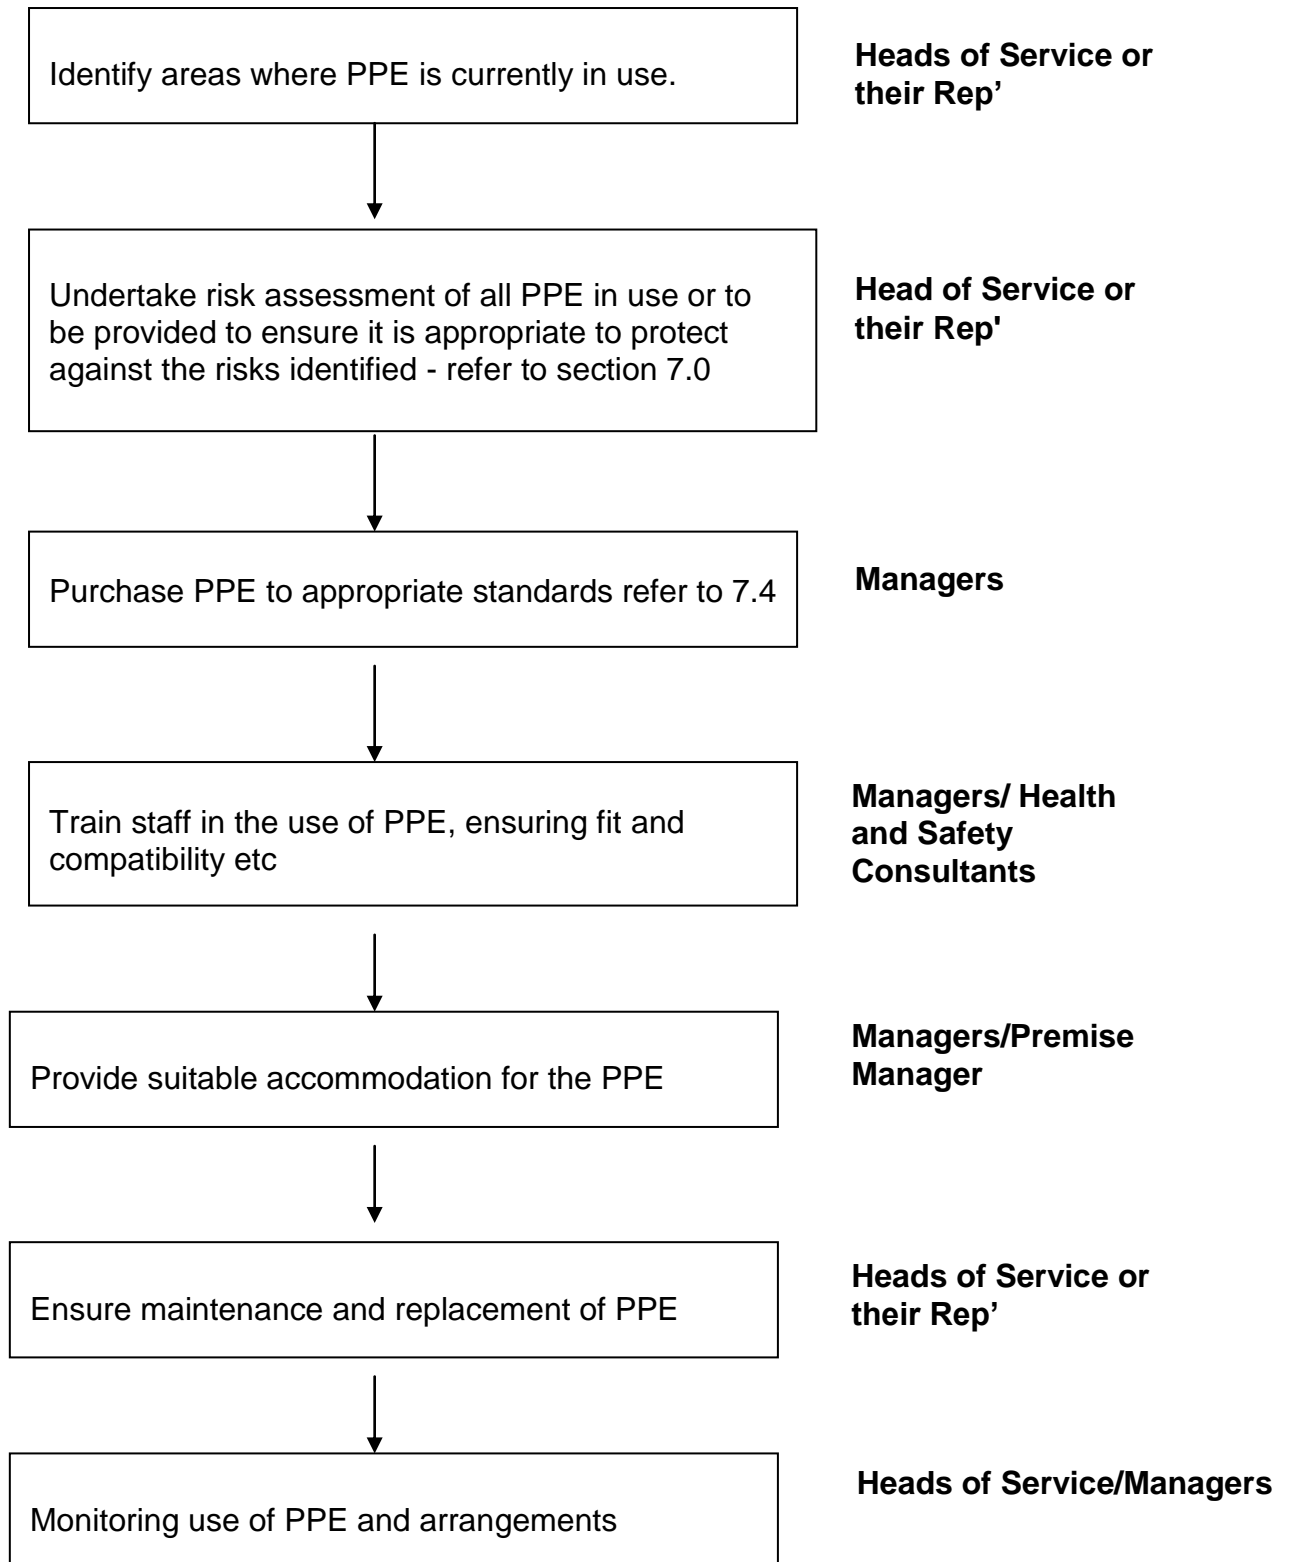 Identify areas where PPE is currently in use.
Heads of Service or
their Rep’
Undertake risk assessment of all PPE in use or to
be provided to ensure it is appropriate to protect
against the risks identified - refer to section 7.0
Head of Service or
their Rep'
Purchase PPE to appropriate standards refer to 7.4
Managers
Train staff in the use of PPE, ensuring fit and
compatibility etc
Managers/ Health
and Safety
Consultants
Provide suitable accommodation for the PPE
Managers/Premise
Manager
Ensure maintenance and replacement of PPE
Heads of Service or
their Rep’
Monitoring use of PPE and arrangements
Heads of Service/Managers